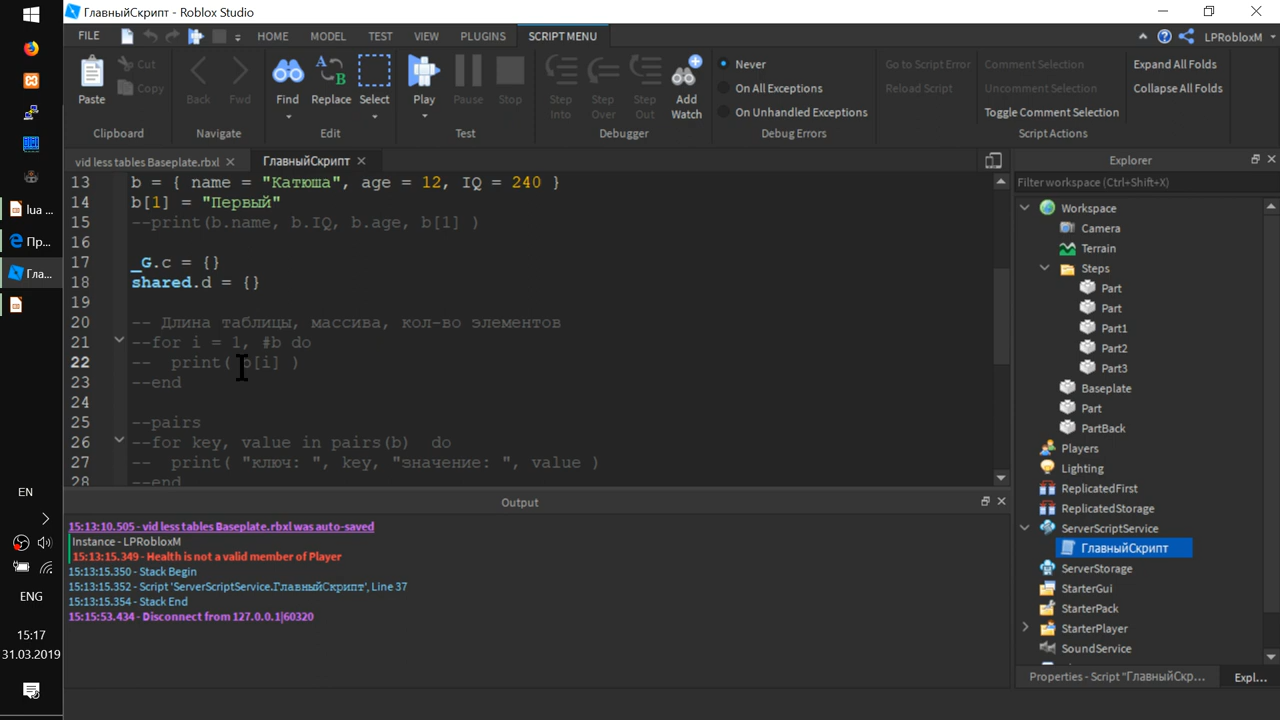 ГлавныйСкрипт - Roblox Studio
FILE HOME MODEL TEST VIEW PLUGINS SCRIPT MENU LPRobloxM
Paste Cut Copy Back Fwd Find Replace Select Play Pause Stop Step Into Step Over Step Out Add Watch
Never
On All Exceptions
On Unhandled Exceptions
Go to Script Error
Reload Script
Comment Selection
Uncomment Selection
Toggle Comment Selection
Expand All Folds
Collapse All Folds
Clipboard Navigate Edit Test Debugger Debug Errors Script Actions
vid less tables Baseplate.rbxl ГлавныйСкрипт
13 b = { name = "Катюша", age = 12, IQ = 240 }
14 b[1] = "Первый"
15 --print(b.name, b.IQ, b.age, b[1] )
16
17 _G.c = {}
18 shared.d = {}
19
20 -- Длина таблицы, массива, кол-во элементов
21 --for i = 1, #b do
22 -- print( b[i] )
23 --end
24
25 --pairs
26 --for key, value in pairs(b) do
27 -- print( "ключ: ", key, "значение: ", value )
28 --end
Output
15:13:10.505 - vid less tables Baseplate.rbxl was auto-saved
Instance - LPRobloxM
15:13:15.349 - Health is not a valid member of Player
15:13:15.350 - Stack Begin
15:13:15.352 - Script 'ServerScriptService.ГлавныйСкрипт', Line 37
15:13:15.354 - Stack End
15:15:53.434 - Disconnect from 127.0.0.1|60320
Explorer
Filter workspace (Ctrl+Shift+X)
Workspace
Camera
Terrain
Steps
Part
Part
Part1
Part2
Part3
Baseplate
Part
PartBack
Players
Lighting
ReplicatedFirst
ReplicatedStorage
ServerScriptService
ГлавныйСкрипт
ServerStorage
StarterGui
StarterPack
StarterPlayer
SoundService
Properties - Script "ГлавныйСкр... Expl...
lua ...
Пр...
Гла...
EN
ENG
15:17
31.03.2019